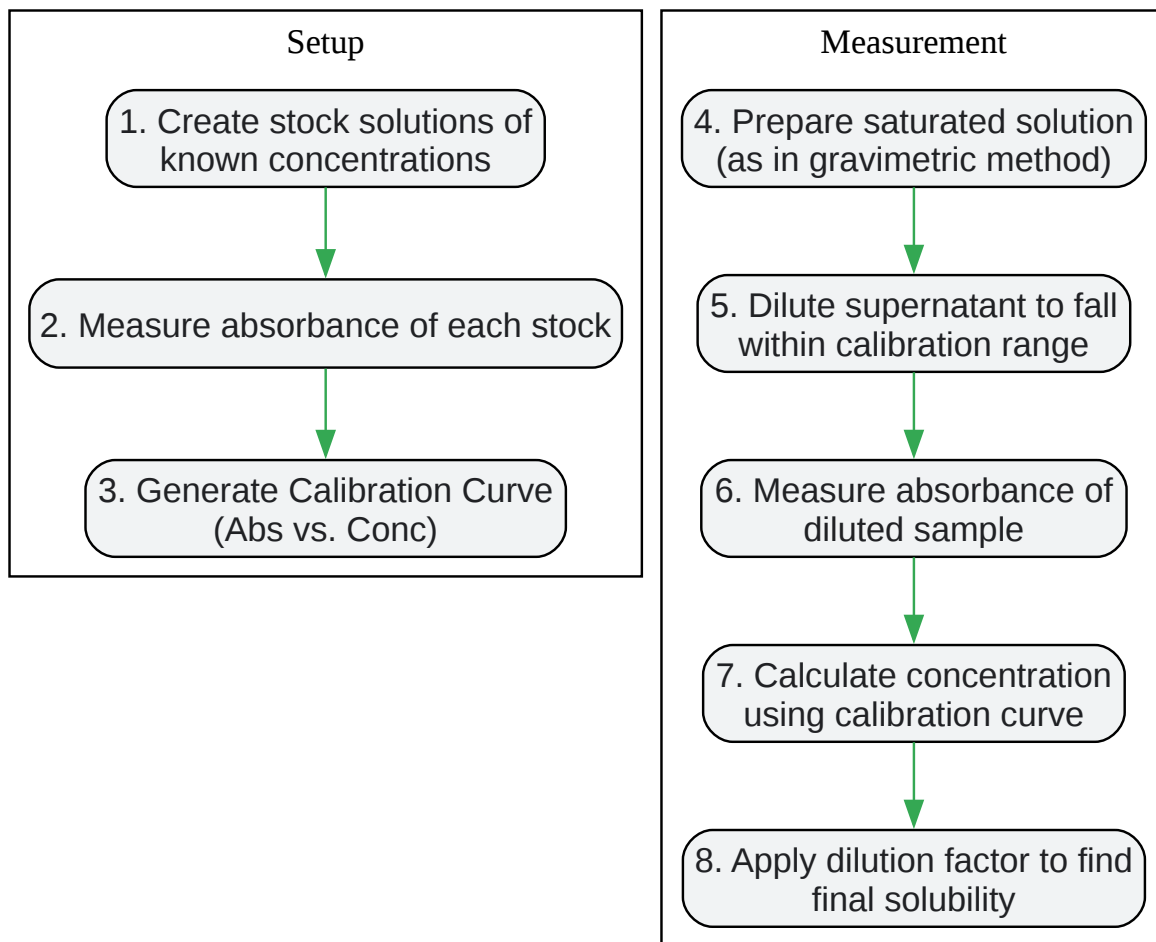 Setup
1. Create stock solutions of
known concentrations
2. Measure absorbance of each stock
3. Generate Calibration Curve
(Abs vs. Conc)
Measurement
4. Prepare saturated solution
(as in gravimetric method)
5. Dilute supernatant to fall
within calibration range
6. Measure absorbance of
diluted sample
7. Calculate concentration
using calibration curve
8. Apply dilution factor to find
final solubility